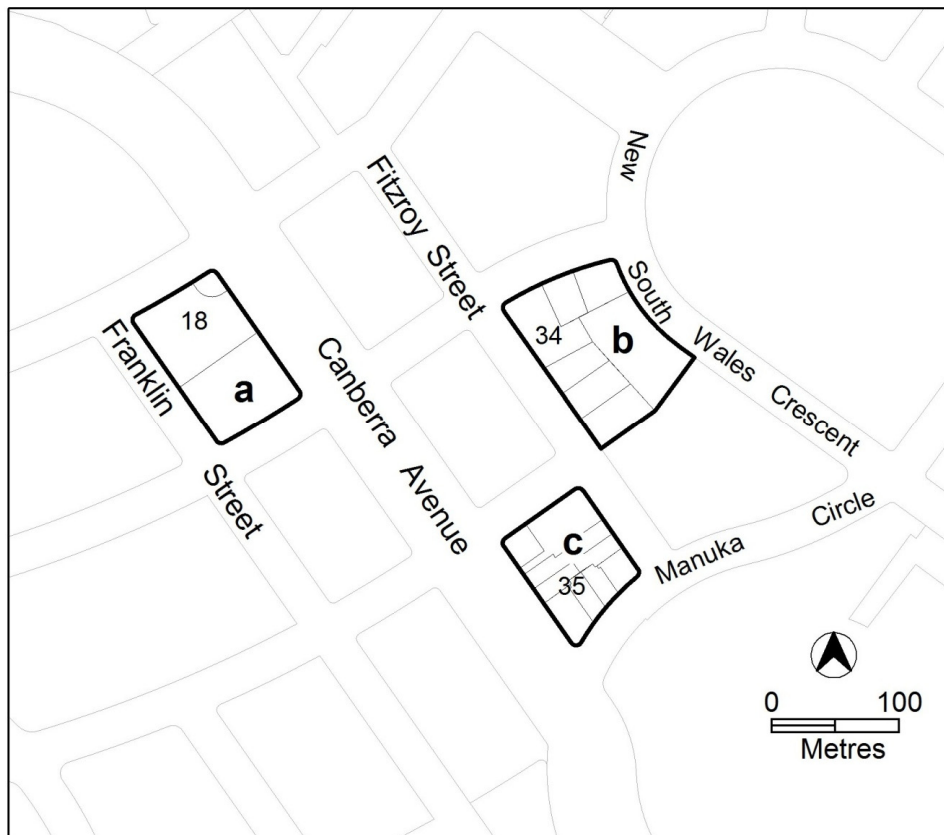 New
South
Wales
Crescent
Fitzroy Street
18
34
b
Franklin
Street
a
Canberra
Avenue
c
35
Manuka
Circle
0 100
Metres